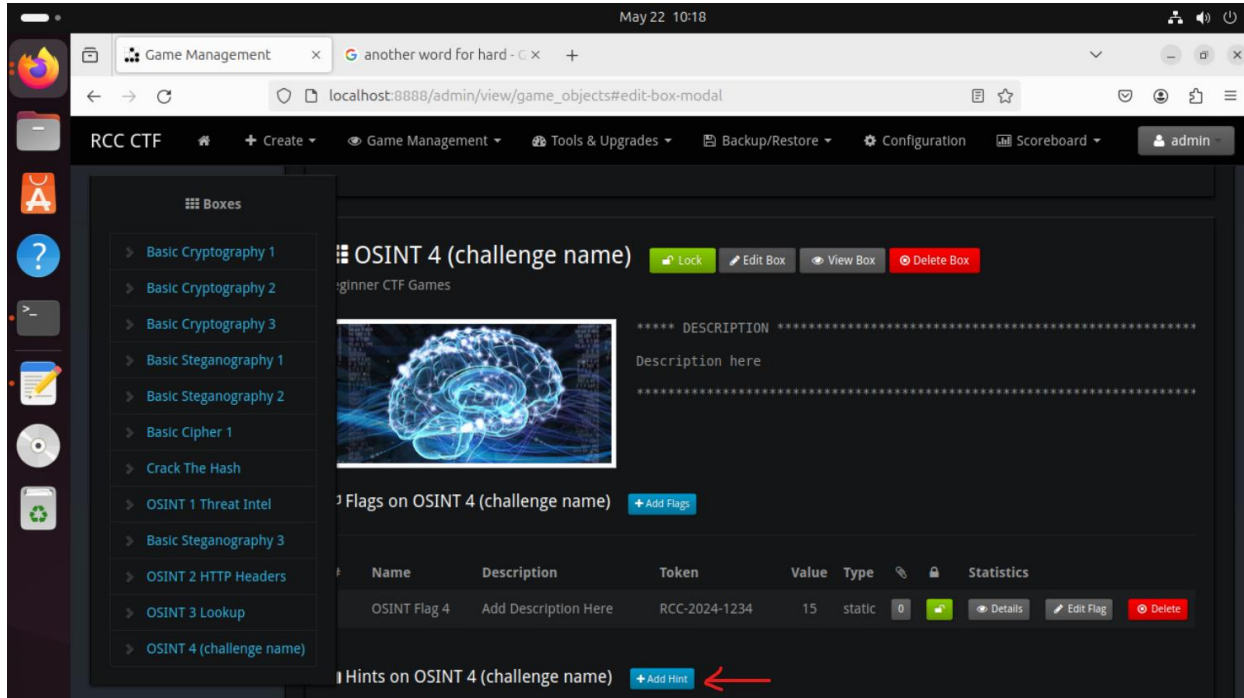 May 22 10:18
Game Management
another word for hard - G
localhost:8888/admin/view/game_objects#edit-box-modal
RCC CTF
Create
Game Management
Tools & Upgrades
Backup/Restore
Configuration
Scoreboard
admin
Boxes
Basic Cryptography 1
Basic Cryptography 2
Basic Cryptography 3
Basic Steganography 1
Basic Steganography 2
Basic Cipher 1
Crack The Hash
OSINT 1 Threat Intel
Basic Steganography 3
OSINT 2 HTTP Headers
OSINT 3 Lookup
OSINT 4 (challenge name)
OSINT 4 (challenge name)
Lock
Edit Box
View Box
Delete Box
eginner CTF Games
***** DESCRIPTION ******************************************************
Description here
************************************************************************
Flags on OSINT 4 (challenge name)
+ Add Flags
Name Description Token Value Type Statistics
OSINT Flag 4 Add Description Here RCC-2024-1234 15 static 0 Details Edit Flag Delete
Hints on OSINT 4 (challenge name)
+ Add Hint